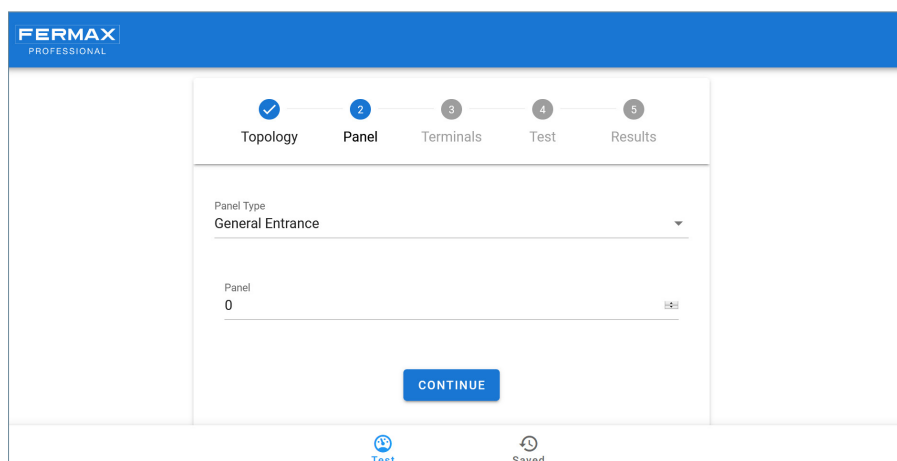 FERMAX
PROFESSIONAL
2 3 4 5
Topology Panel Terminals Test Results
Panel Type
General Entrance
Panel
0
CONTINUE
Test Saved